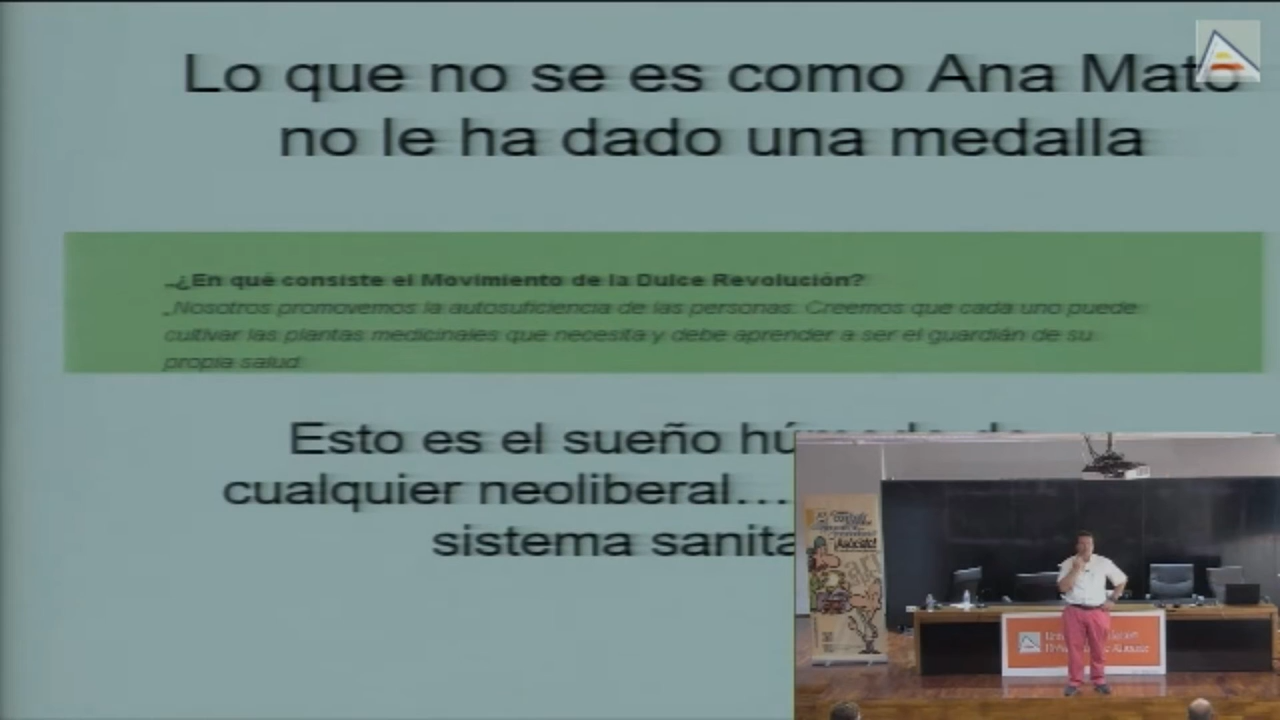 Lo que no se es como Ana Mato
no le ha dado una medalla
¿En qué consiste el Movimiento de la Dulce Revolución?
Nosotros promovemos la autosuficiencia de las personas. Creemos que cada uno puede
cultivar las plantas medicinales que necesita y debe aprender a ser el guardián de su
propia salud
Esto es el sueño húmedo de
cualquier neoliberal…
sistema